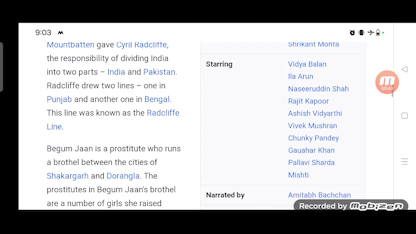 9:03
Mountbatten gave Cyril Radcliffe,
the responsibility of dividing India
into two parts – India and Pakistan.
Radcliffe drew two lines – one in
Punjab and another one in Bengal.
This line was known as the Radcliffe
Line.
Begum Jaan is a prostitute who runs
a brothel between the cities of
Shakargarh and Dorangla. The
prostitutes in Begum Jaan's brothel
are a number of girls she raised
Shrikant Mohta
Starring
Vidya Balan
Ila Arun
Naseeruddin Shah
Rajit Kapoor
Ashish Vidyarthi
Vivek Mushran
Chunky Pandey
Gauahar Khan
Pallavi Sharda
Mishti
Narrated by
Amitabh Bachchan
Recorded by MOBIZEN